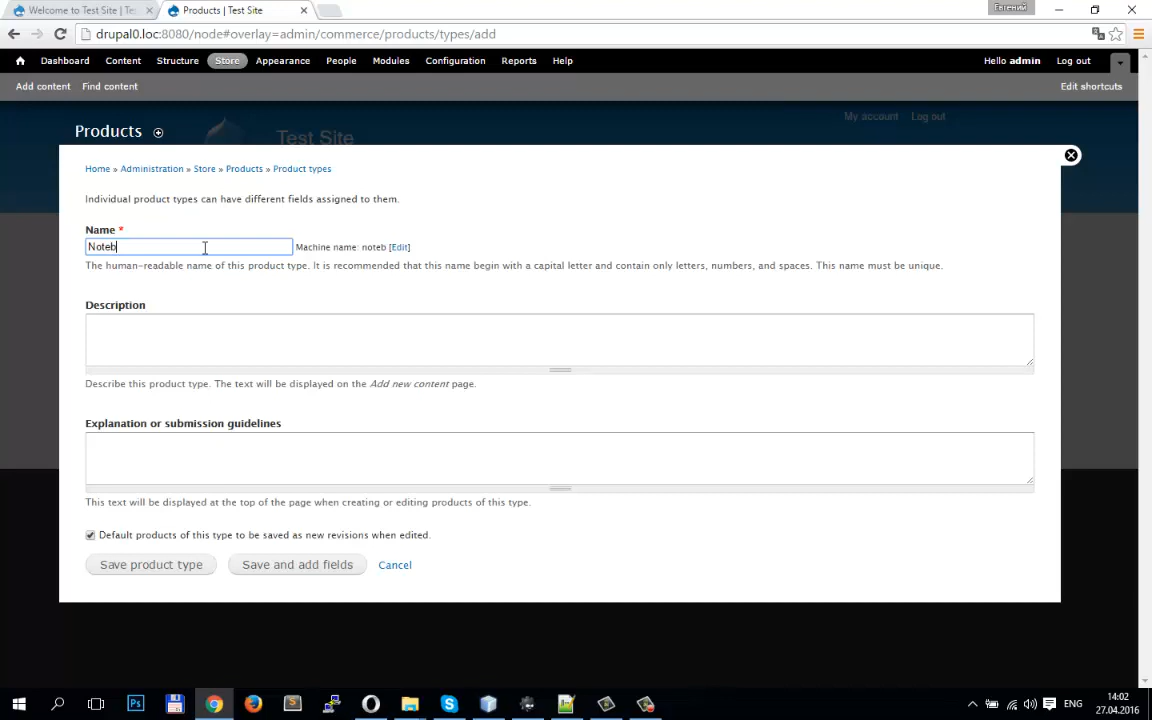 Welcome to Test Site | Te
Products | Test Site
Евгений
drupal0.loc:8080/node#overlay=admin/commerce/products/types/add
Dashboard Content Structure Store Appearance People Modules Configuration Reports Help Hello admin Log out
Add content Find content Edit shortcuts
My account Log out
Products
Test Site
Home » Administration » Store » Products » Product types
Individual product types can have different fields assigned to them.
Name *
Noteb Machine name: noteb [Edit]
The human-readable name of this product type. It is recommended that this name begin with a capital letter and contain only letters, numbers, and spaces. This name must be unique.
Description
Describe this product type. The text will be displayed on the Add new content page.
Explanation or submission guidelines
This text will be displayed at the top of the page when creating or editing products of this type.
Default products of this type to be saved as new revisions when edited.
Save product type Save and add fields Cancel
Ps S
ENG 14:02
27.04.2016